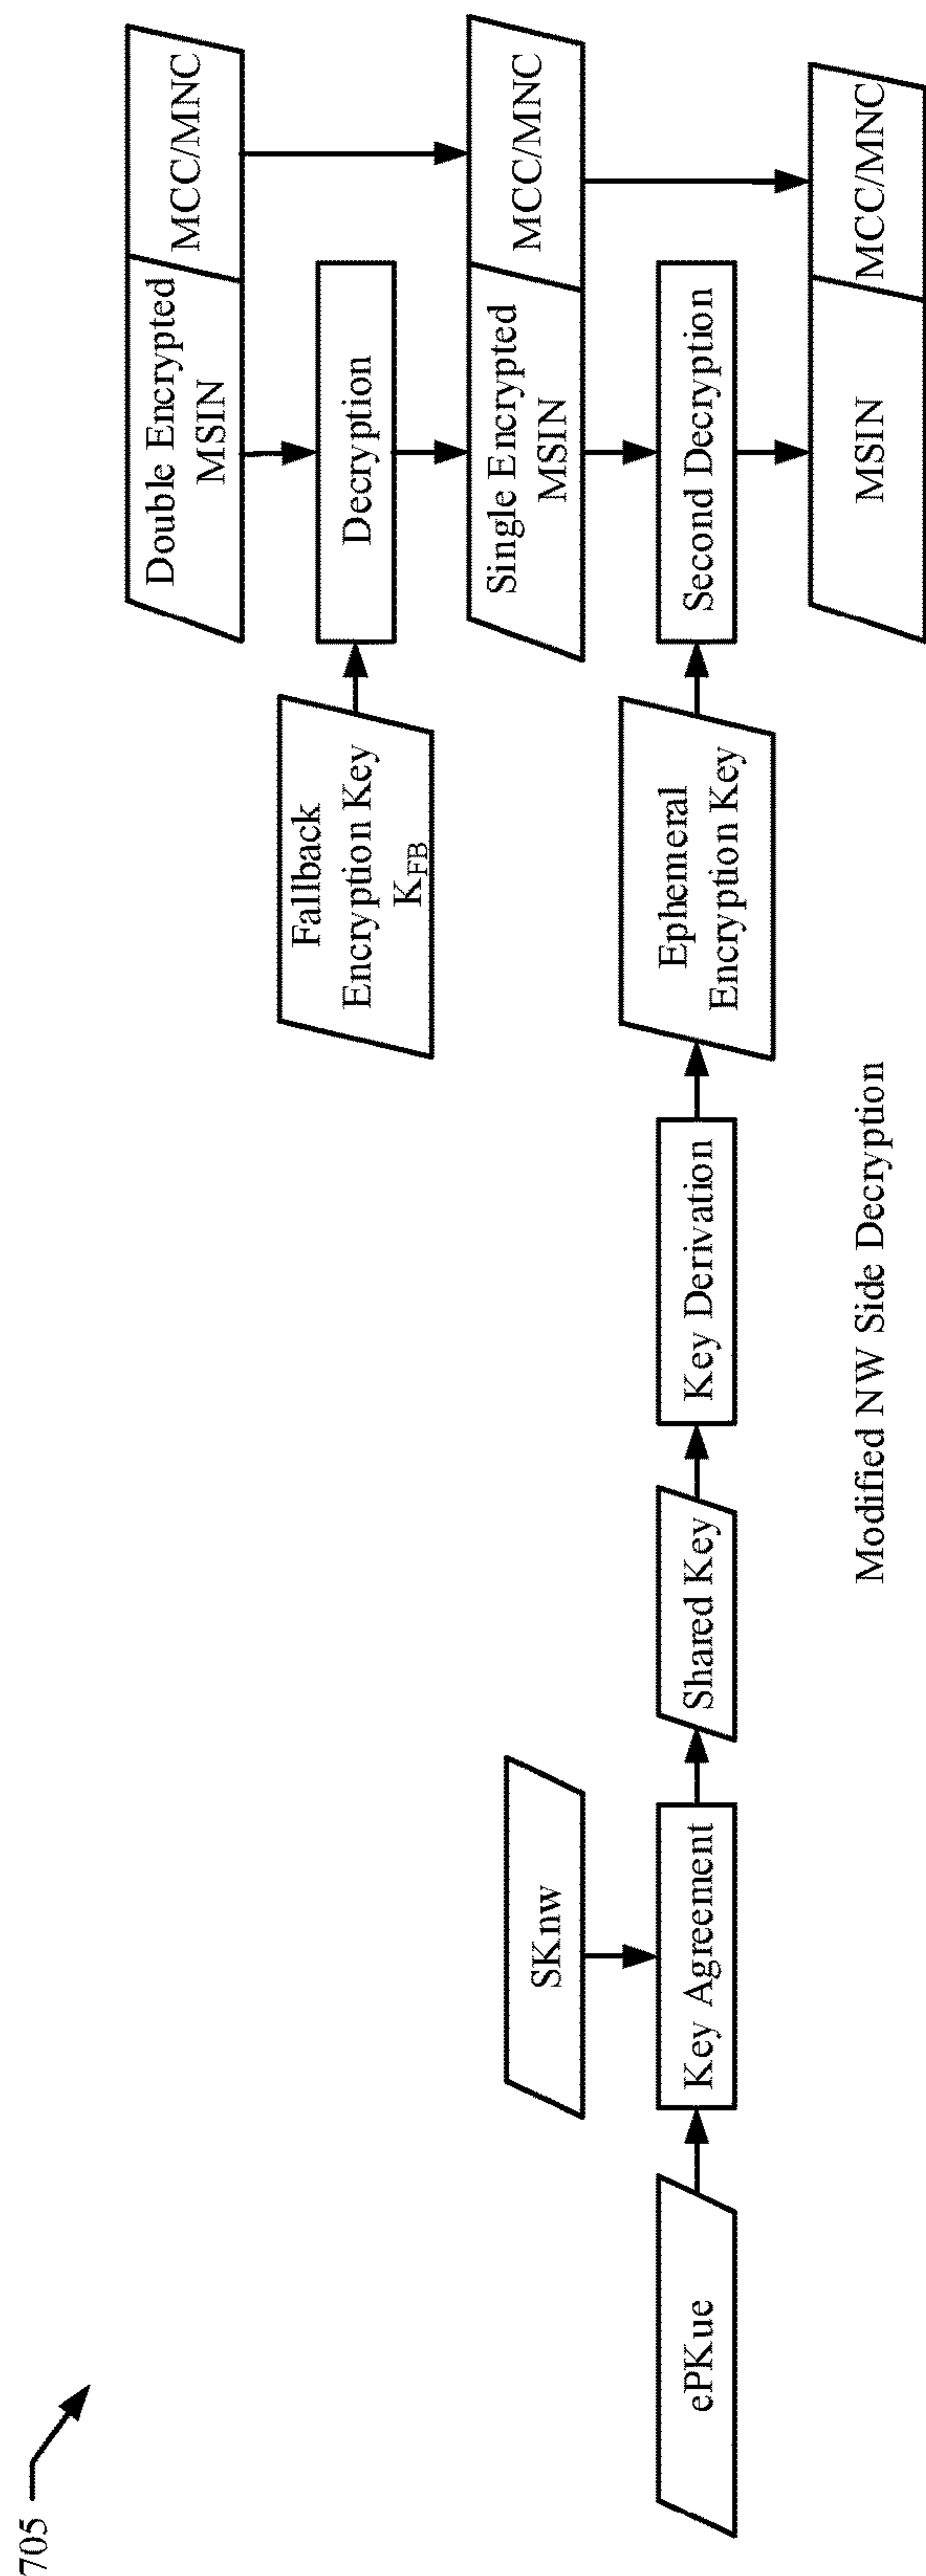 705
Double Encrypted
MSIN
MCC/MNC
Fallback
Encryption Key
K_FB
Decryption
SKnw
Single Encrypted
MSIN
MCC/MNC
ePKue
Key Agreement
Shared Key
Key Derivation
Ephemeral
Encryption Key
Second Decryption
MSIN
MCC/MNC
Modified NW Side Decryption